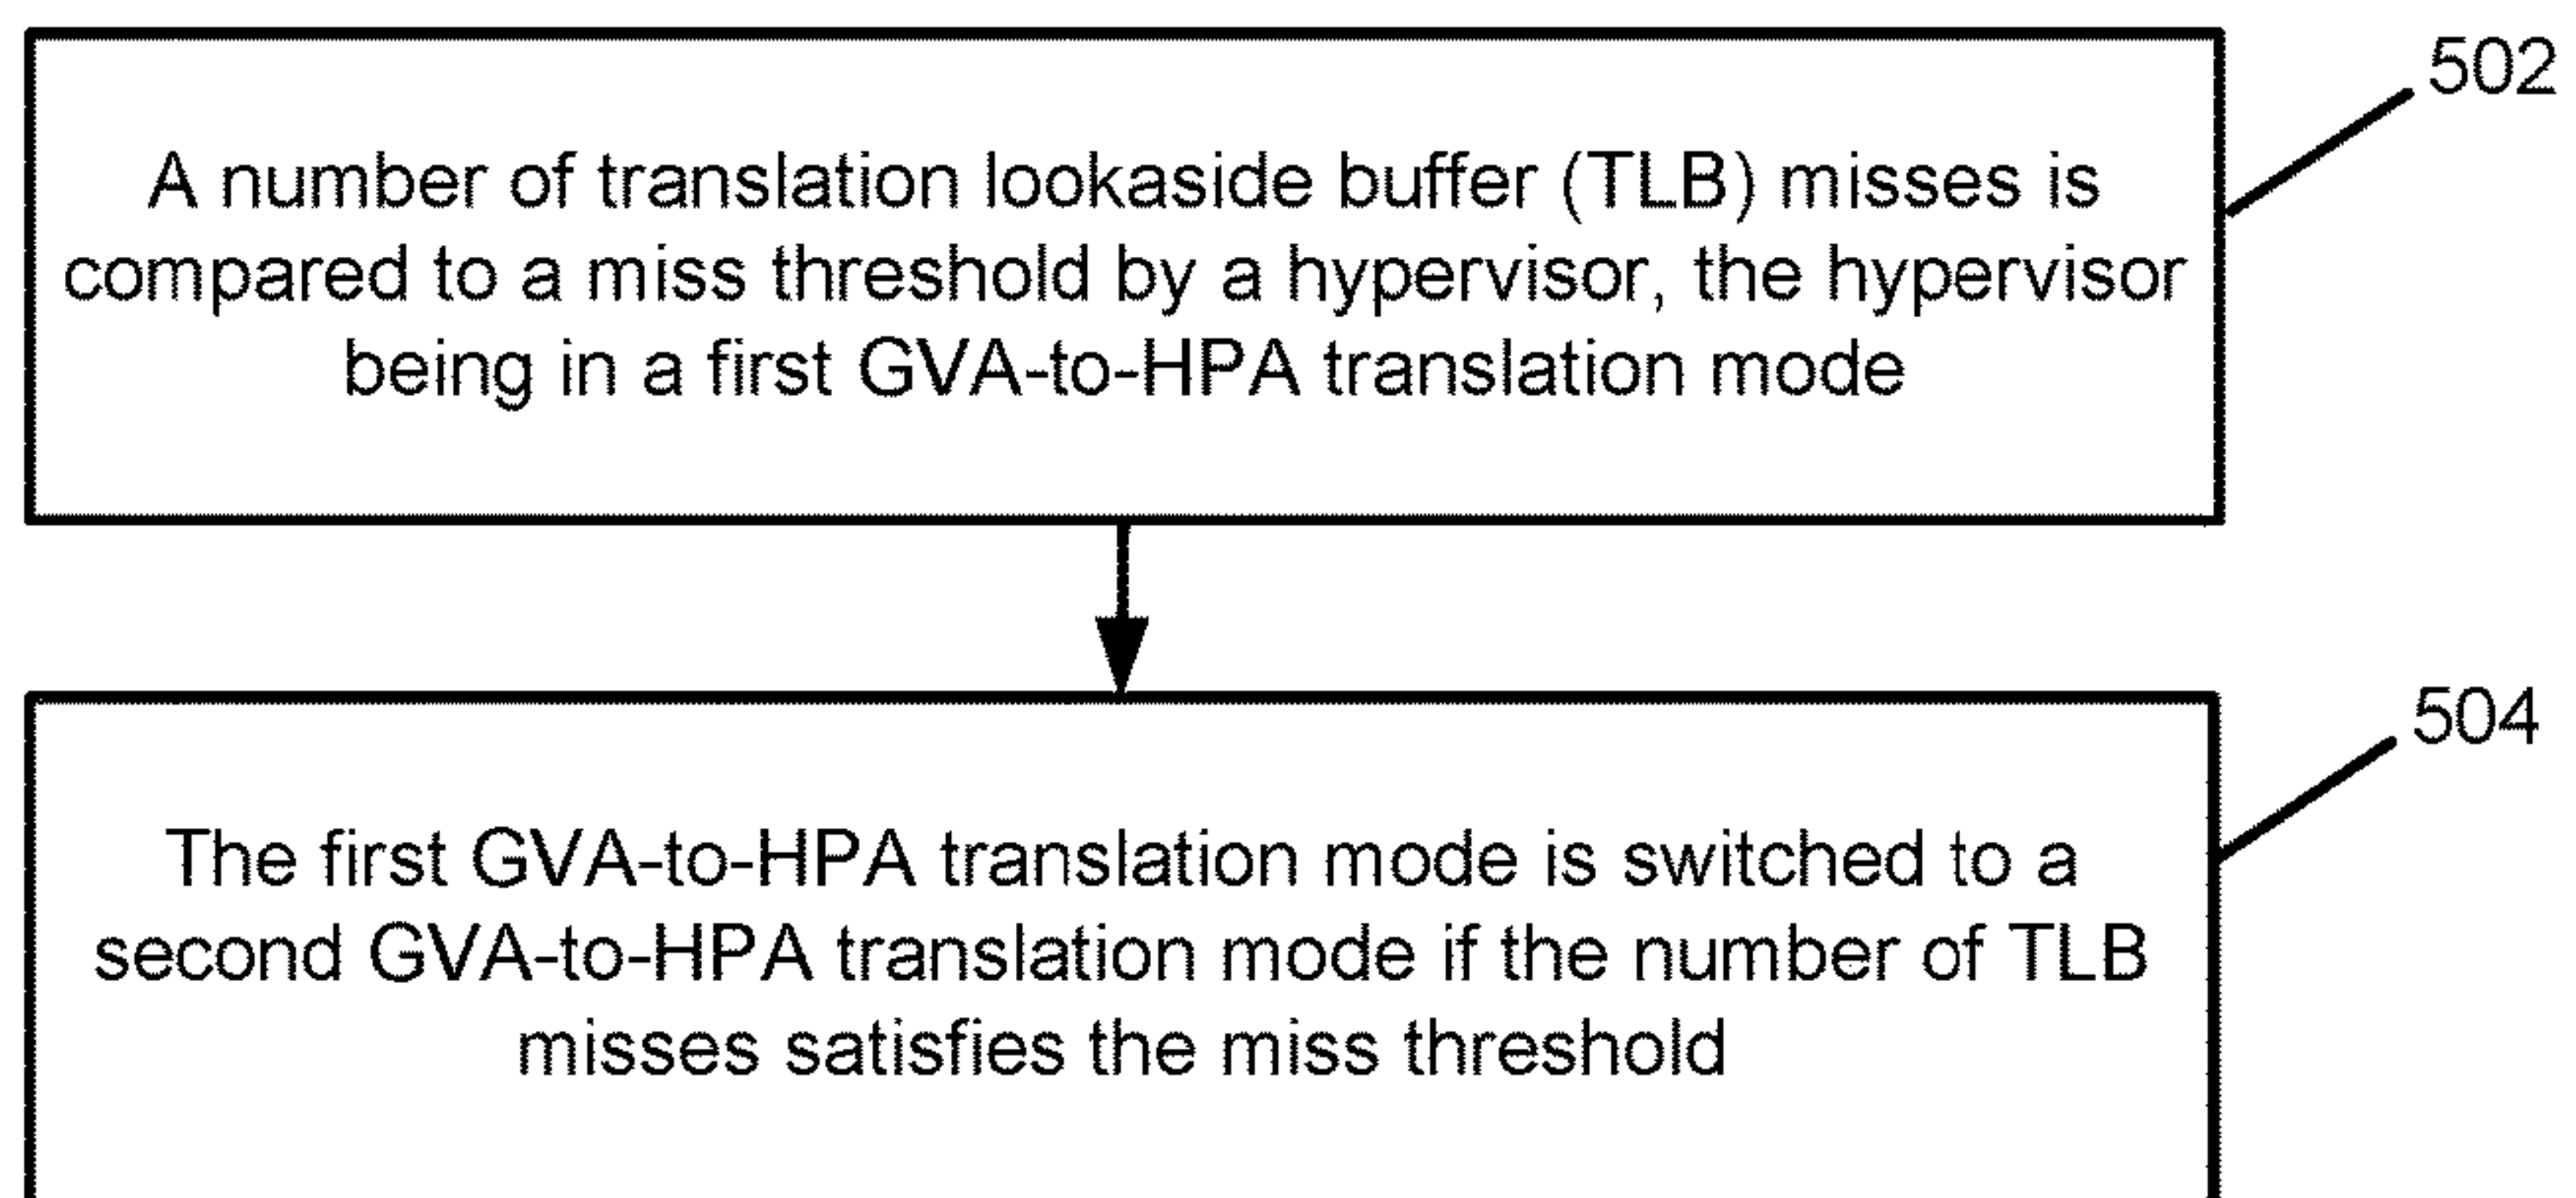 502
A number of translation lookaside buffer (TLB) misses is
compared to a miss threshold by a hypervisor, the hypervisor
being in a first GVA-to-HPA translation mode
504
The first GVA-to-HPA translation mode is switched to a
second GVA-to-HPA translation mode if the number of TLB
misses satisfies the miss threshold